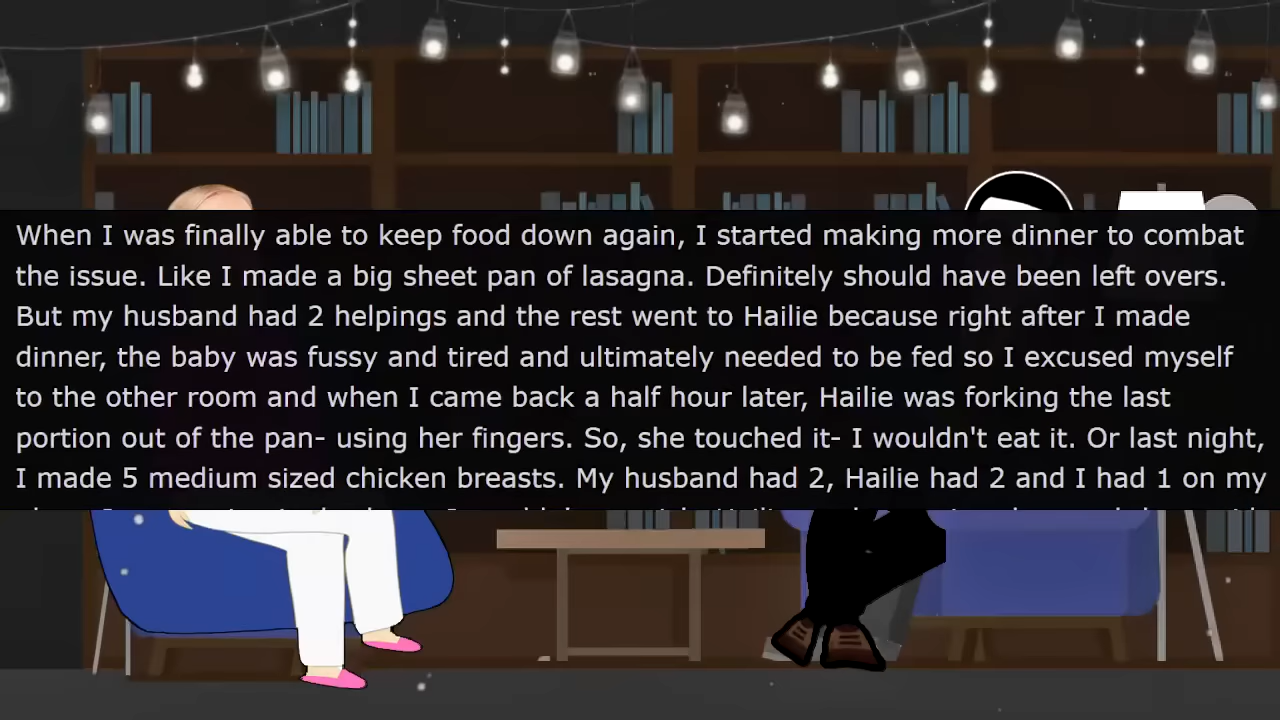 When I was finally able to keep food down again, I started making more dinner to combat
the issue. Like I made a big sheet pan of lasagna. Definitely should have been left overs.
But my husband had 2 helpings and the rest went to Hailie because right after I made
dinner, the baby was fussy and tired and ultimately needed to be fed so I excused myself
to the other room and when I came back a half hour later, Hailie was forking the last
portion out of the pan- using her fingers. So, she touched it- I wouldn't eat it. Or last night,
I made 5 medium sized chicken breasts. My husband had 2, Hailie had 2 and I had 1 on my